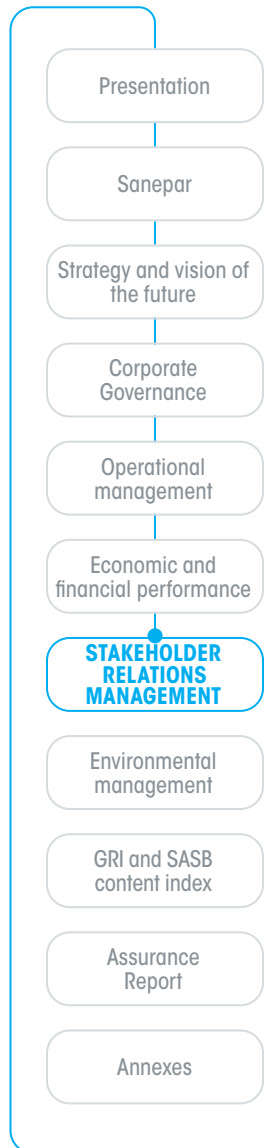 Presentation
Sanepar
Strategy and vision of
the future
Corporate
Governance
Operational
management
Economic and
financial performance
STAKEHOLDER
RELATIONS
MANAGEMENT
Environmental
management
GRI and SASB
content index
Assurance
Report
Annexes